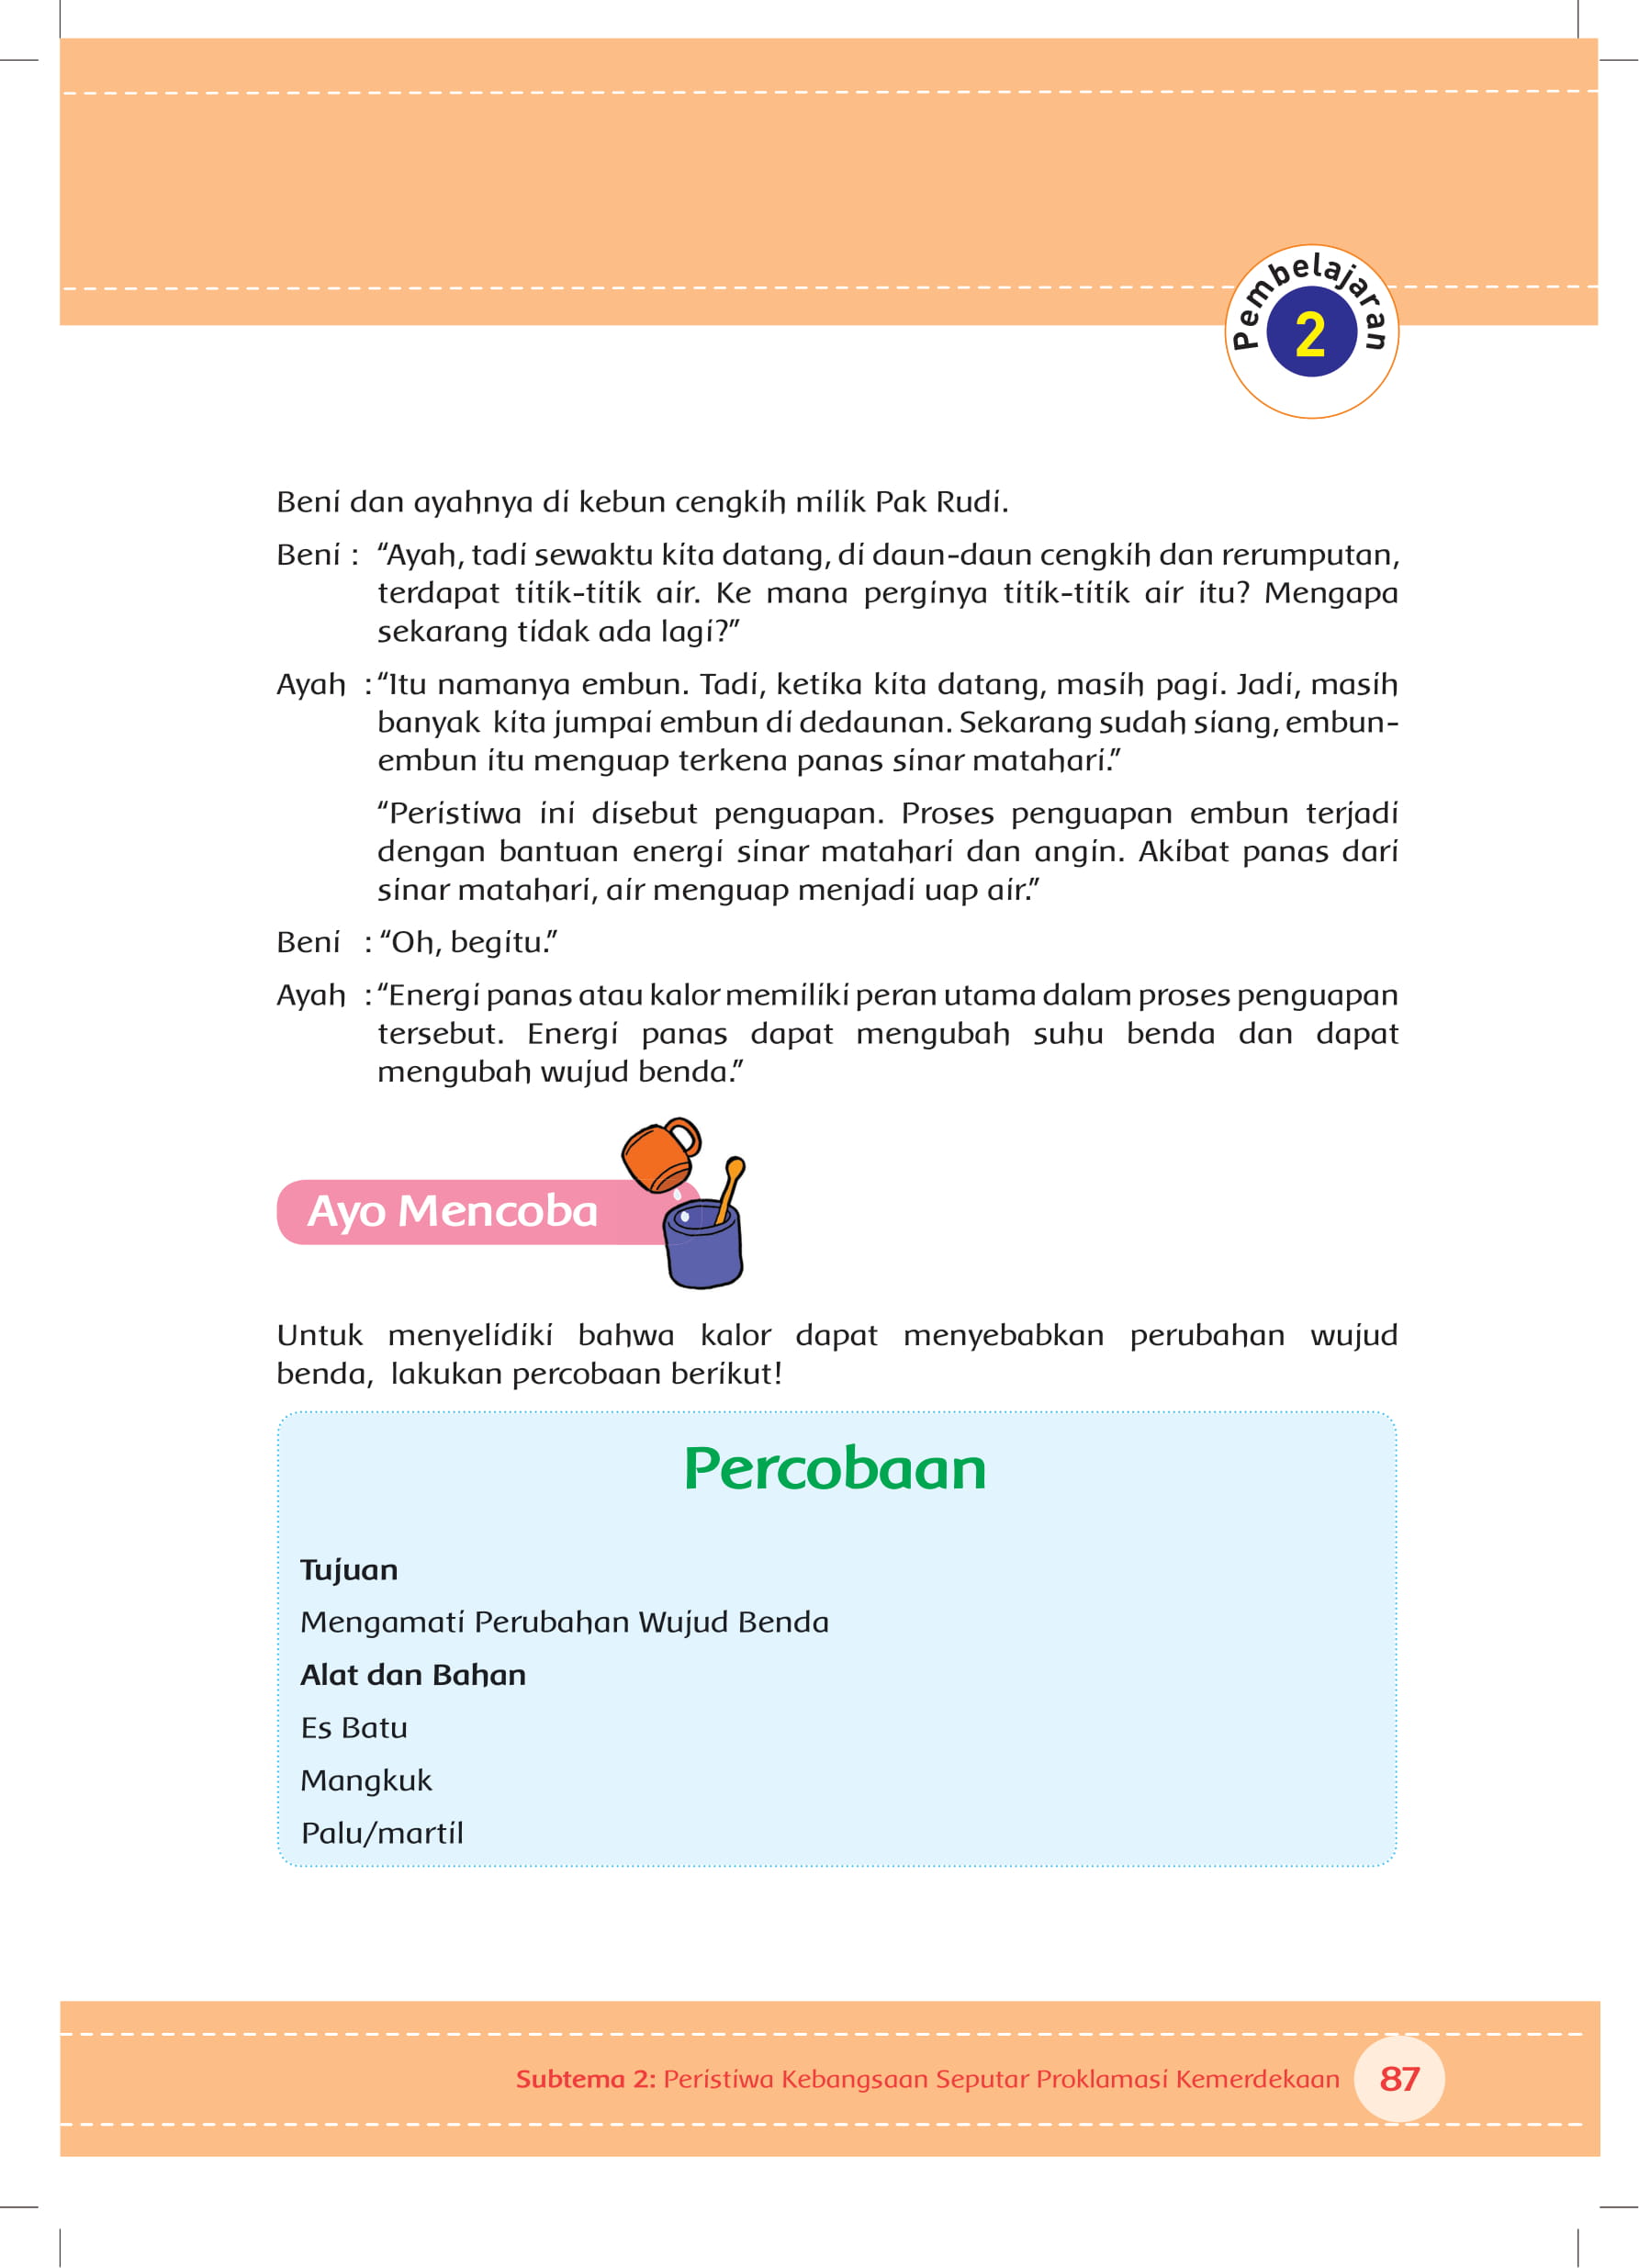 Pembelajaran
2
Beni dan ayahnya di kebun cengkih milik Pak Rudi.
Beni : “Ayah, tadi sewaktu kita datang, di daun-daun cengkih dan rerumputan,
terdapat titik-titik air. Ke mana perginya titik-titik air itu? Mengapa
sekarang tidak ada lagi?”
Ayah : “Itu namanya embun. Tadi, ketika kita datang, masih pagi. Jadi, masih
banyak kita jumpai embun di dedaunan. Sekarang sudah siang, embun-
embun itu menguap terkena panas sinar matahari.”
“Peristiwa ini disebut penguapan. Proses penguapan embun terjadi
dengan bantuan energi sinar matahari dan angin. Akibat panas dari
sinar matahari, air menguap menjadi uap air.”
Beni : “Oh, begitu.”
Ayah : “Energi panas atau kalor memiliki peran utama dalam proses penguapan
tersebut. Energi panas dapat mengubah suhu benda dan dapat
mengubah wujud benda.”
Ayo Mencoba
Untuk menyelidiki bahwa kalor dapat menyebabkan perubahan wujud
benda, lakukan percobaan berikut!
Percobaan
Tujuan
Mengamati Perubahan Wujud Benda
Alat dan Bahan
Es Batu
Mangkuk
Palu/martil
Subtema 2: Peristiwa Kebangsaan Seputar Proklamasi Kemerdekaan 87